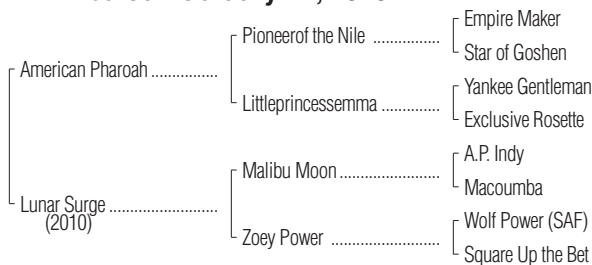 Pioneerof the Nile ................
Empire Maker
Star of Goshen
American Pharoah ................
Littleprincessemma .............
Yankee Gentleman
Exclusive Rosette
Malibu Moon ....................
A.P. Indy
Macoumba
Lunar Surge .....................
(2010)
Zoey Power .....................
Wolf Power (SAF)
Square Up the Bet